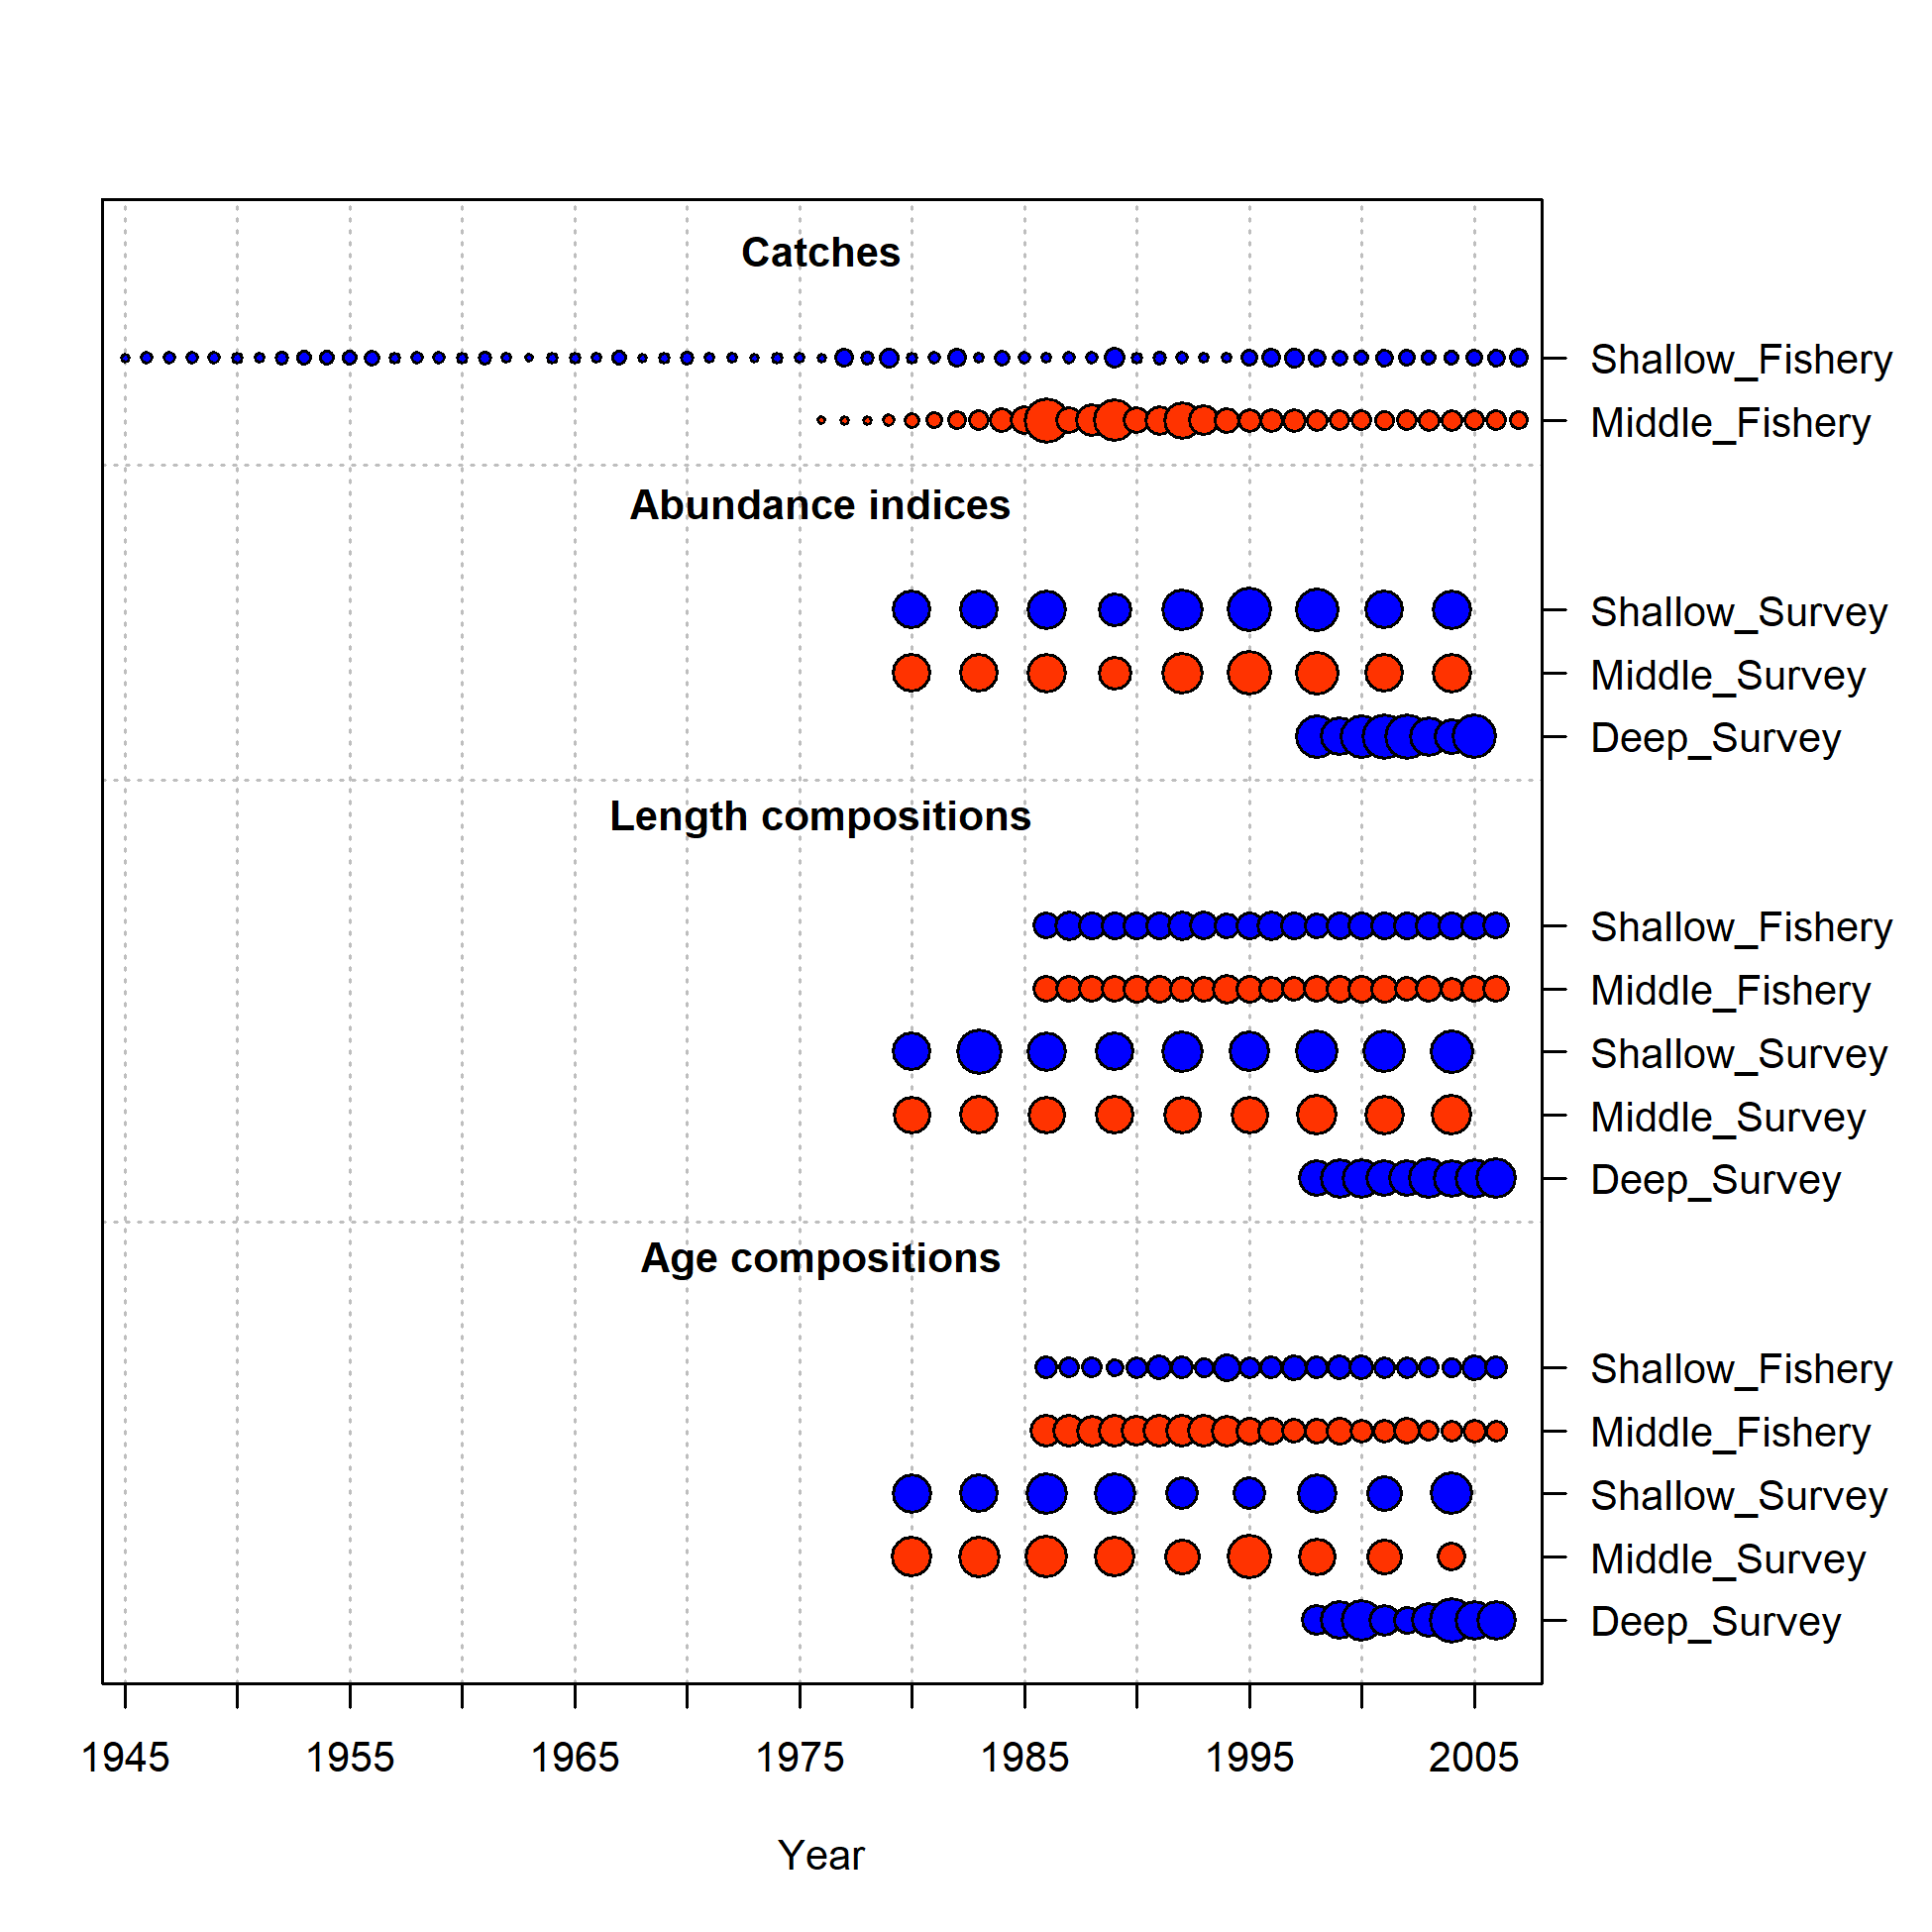 Catches
Shallow_Fishery
Middle_Fishery
Abundance indices
Shallow_Survey
Middle_Survey
Deep_Survey
Length compositions
Shallow_Fishery
Middle_Fishery
Shallow_Survey
Middle_Survey
Deep_Survey
Age compositions
Shallow_Fishery
Middle_Fishery
Shallow_Survey
Middle_Survey
Deep_Survey
1945 1955 1965 1975 1985 1995 2005
Year